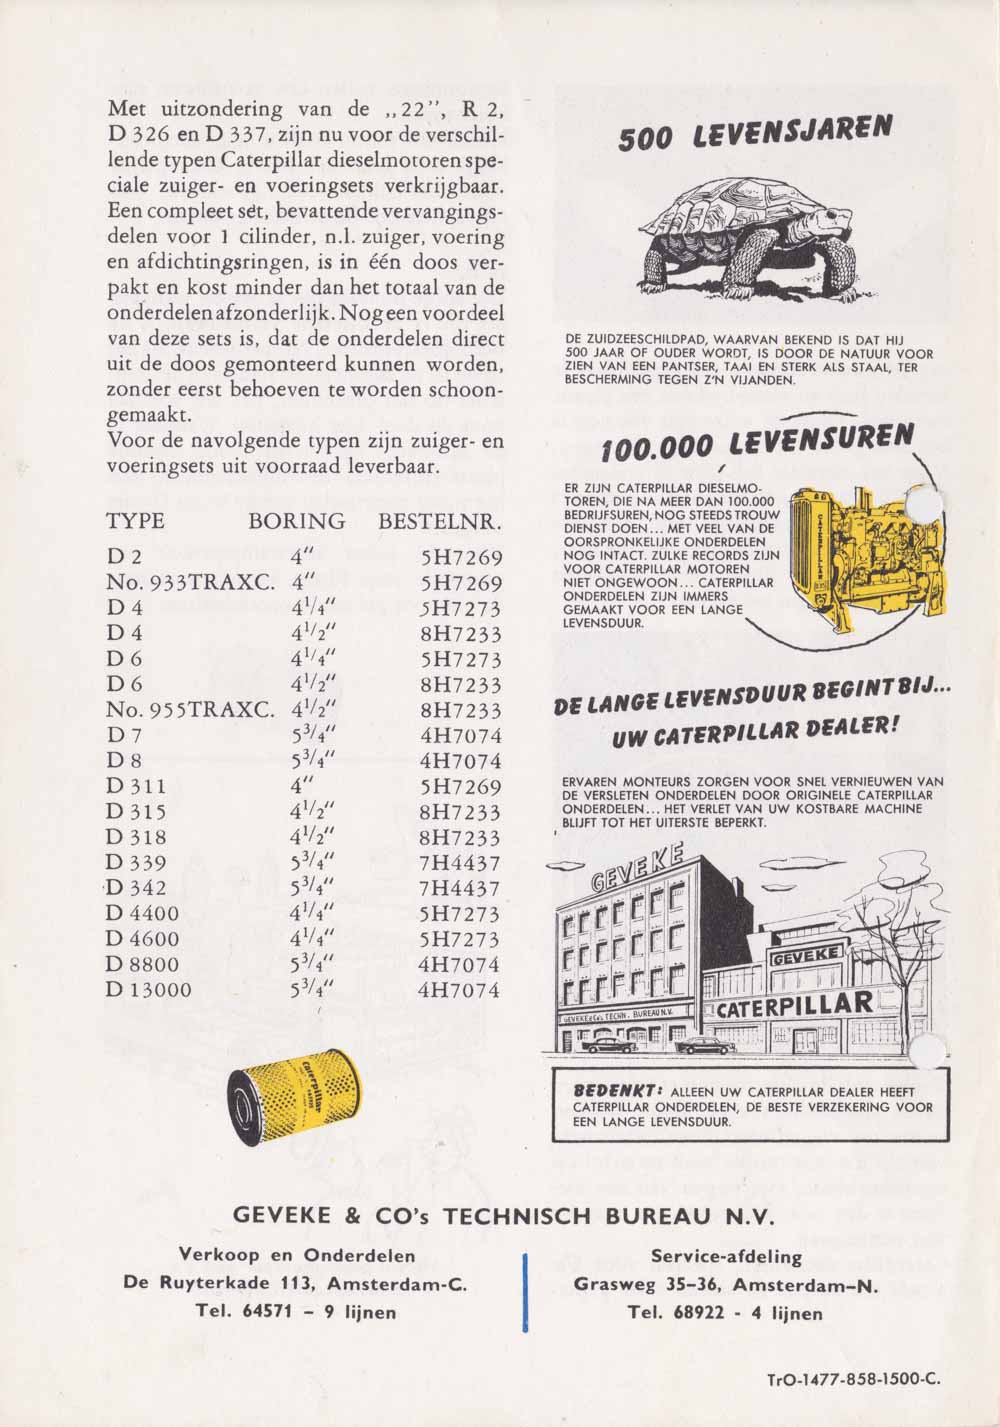 Met uitzondering van de „22”, R 2,
D 326 en D 337, zijn nu voor de verschil-
lende typen Caterpillar dieselmotoren spe-
ciale zuiger- en voeringsets verkrijgbaar.
Een compleet set, bevattende vervangings-
delen voor 1 cilinder, n.l. zuiger, voering
en afdichtingsringen, is in één doos ver-
pakt en kost minder dan het totaal van de
onderdelen afzonderlijk. Nog een voordeel
van deze sets is, dat de onderdelen direct
uit de doos gemonteerd kunnen worden,
zonder eerst behoeven te worden schoon-
gemaakt.
Voor de navolgende typen zijn zuiger- en
voeringsets uit voorraad leverbaar.
TYPE BORING BESTELNR.
D 2 4" 5H7269
No. 933TRAXC. 4" 5H7269
D 4 4¹/₄" 5H7273
D 4 4¹/₂" 8H7233
D 6 4¹/₄" 5H7273
D 6 4¹/₂" 8H7233
No. 955TRAXC. 4¹/₂" 8H7233
D 7 5³/₄" 4H7074
D 8 5³/₄" 4H7074
D 311 4" 5H7269
D 315 4¹/₂" 8H7233
D 318 4¹/₂" 8H7233
D 339 5³/₄" 7H4437
D 342 5³/₄" 7H4437
D 4400 4¹/₄" 5H7273
D 4600 4¹/₄" 5H7273
D 8800 5³/₄" 4H7074
D 13000 5³/₄" 4H7074
Caterpillar
500 LEVENSJAREN
DE ZUIDZEESCHILDPAD, WAARVAN BEKEND IS DAT HIJ
500 JAAR OF OUDER WORDT, IS DOOR DE NATUUR VOOR
ZIEN VAN EEN PANTSER, TAAI EN STERK ALS STAAL, TER
BESCHERMING TEGEN Z'N VIJANDEN.
100.000 LEVENSUREN
ER ZIJN CATERPILLAR DIESELMO-
TOREN, DIE NA MEER DAN 100.000
BEDRIJFSUREN, NOG STEEDS TROUW
DIENST DOEN... MET VEEL VAN DE
OORSPRONKELIJKE ONDERDELEN
NOG INTACT. ZULKE RECORDS ZIJN
VOOR CATERPILLAR MOTOREN
NIET ONGEWOON... CATERPILLAR
ONDERDELEN ZIJN IMMERS
GEMAAKT VOOR EEN LANGE
LEVENSDUUR.
CATERPILLAR
DE LANGE LEVENSDUUR BEGINT BIJ...
UW CATERPILLAR DEALER!
ERVAREN MONTEURS ZORGEN VOOR SNEL VERNIEUWEN VAN
DE VERSLETEN ONDERDELEN DOOR ORIGINELE CATERPILLAR
ONDERDELEN... HET VERLET VAN UW KOSTBARE MACHINE
BLIJFT TOT HET UITERSTE BEPERKT.
GEVEKE
GEVEKE
CATERPILLAR
GEVEKE & Co's TECHN. BUREAU N.V.
BEDENKT: ALLEEN UW CATERPILLAR DEALER HEEFT
CATERPILLAR ONDERDELEN, DE BESTE VERZEKERING VOOR
EEN LANGE LEVENSDUUR.
GEVEKE & CO's TECHNISCH BUREAU N.V.
Verkoop en Onderdelen
De Ruyterkade 113, Amsterdam-C.
Tel. 64571 – 9 lijnen
Service-afdeling
Grasweg 35–36, Amsterdam–N.
Tel. 68922 - 4 lijnen
TrO-1477-858-1500-C.